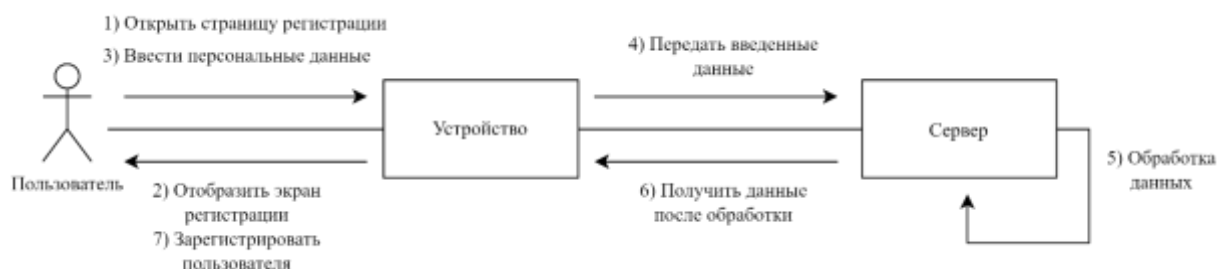 1) Открыть страницу регистрации
3) Ввести персональные данные
4) Передать введенные
данные
Устройство
Сервер
Пользователь
2) Отобразить экран
регистрации
7) Зарегистрировать
пользователя
6) Получить данные
после обработки
5) Обработка
данных